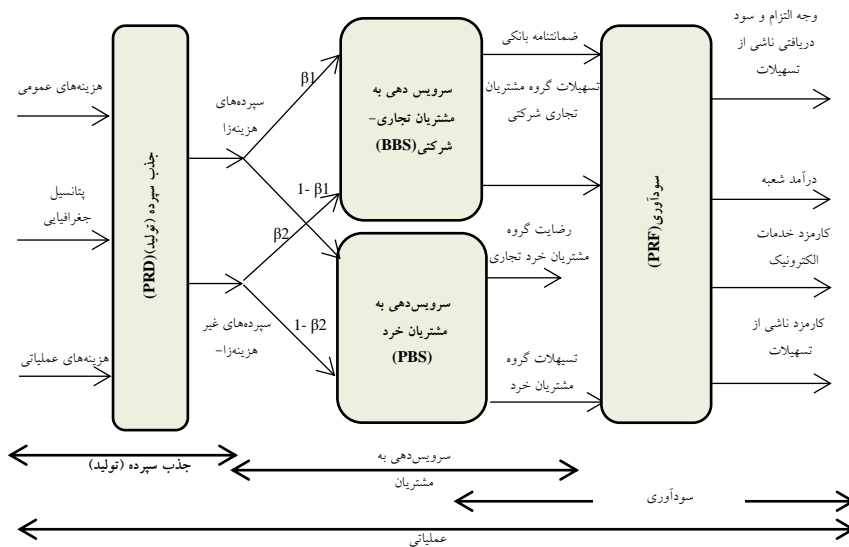 هزینه‌های عمومی
پتانسیل
جغرافیایی
هزینه‌های عملیاتی
جذب سپرده (تولید)(PRD)
سپرده‌های
هزینه‌زا
سپرده‌های غیر
هزینه‌زا-
β1
1- β1
β2
1- β2
سرویس دهی به
مشتریان تجاری-
شرکتی(BBS)
سرویس‌دهی به
مشتریان خرد
(PBS)
ضمانتنامه بانکی
تسهیلات گروه مشتریان
تجاری شرکتی
رضایت گروه
مشتریان خرد تجاری
تسیهلات گروه
مشتریان خرد
سودآوری(PRF)
وجه التزام و سود
دریافتی ناشی از
تسهیلات
درآمد شعبه
کارمزد خدمات
الکترونیک
کارمزد ناشی از
تسهیلات
جذب سپرده (تولید)
سرویس‌دهی به
مشتریان
سودآوری
عملیاتی